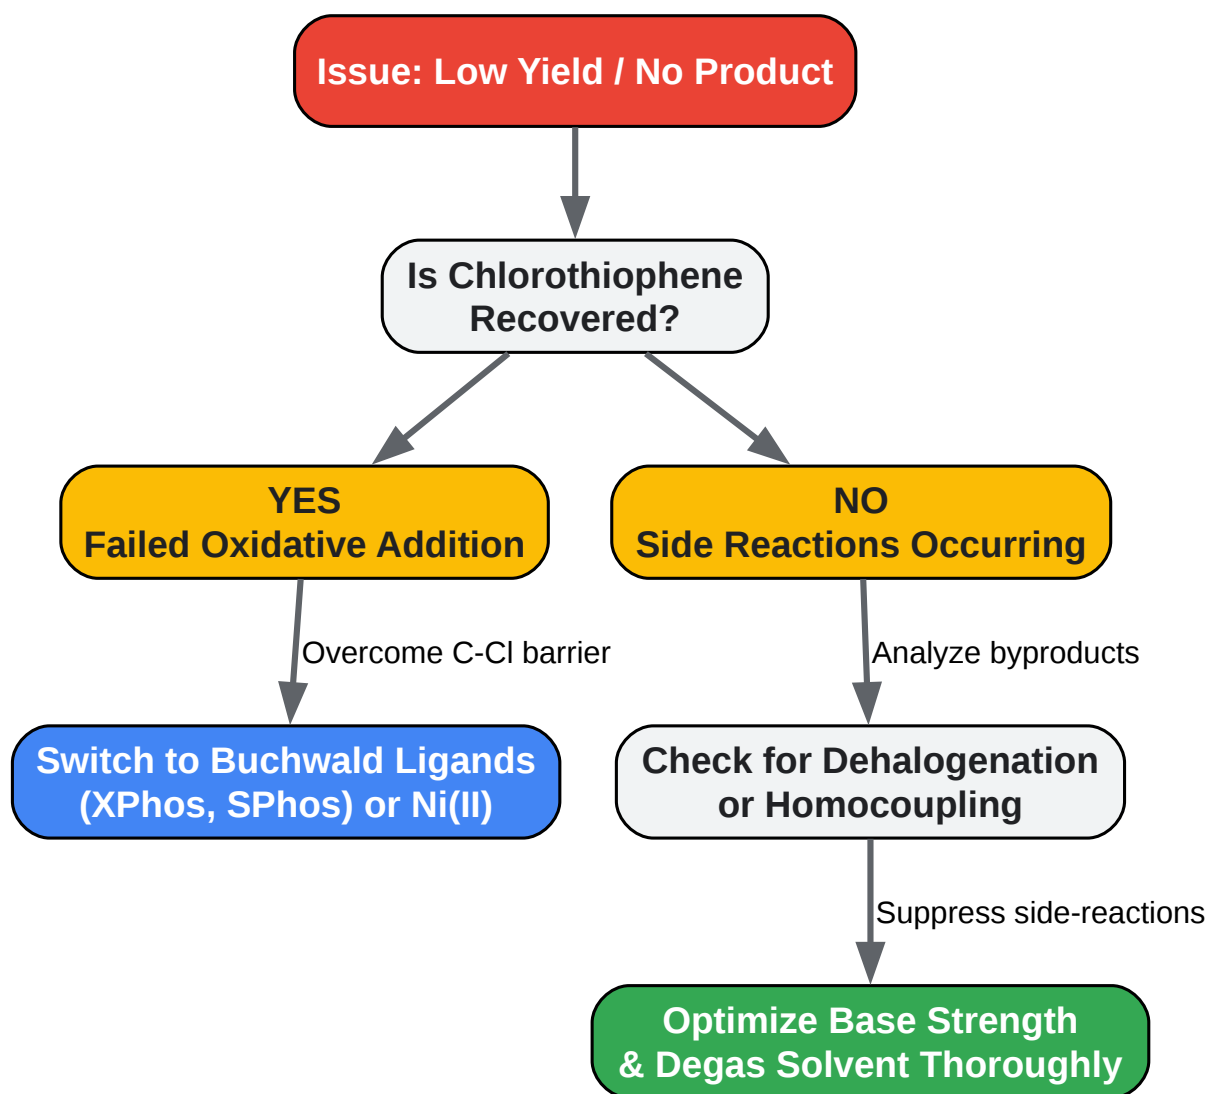 Issue: Low Yield / No Product
Is Chlorothiophene
Recovered?
YES
Failed Oxidative Addition
NO
Side Reactions Occurring
Overcome C-Cl barrier
Analyze byproducts
Switch to Buchwald Ligands
(XPhos, SPhos) or Ni(II)
Check for Dehalogenation
or Homocoupling
Suppress side-reactions
Optimize Base Strength
& Degas Solvent Thoroughly